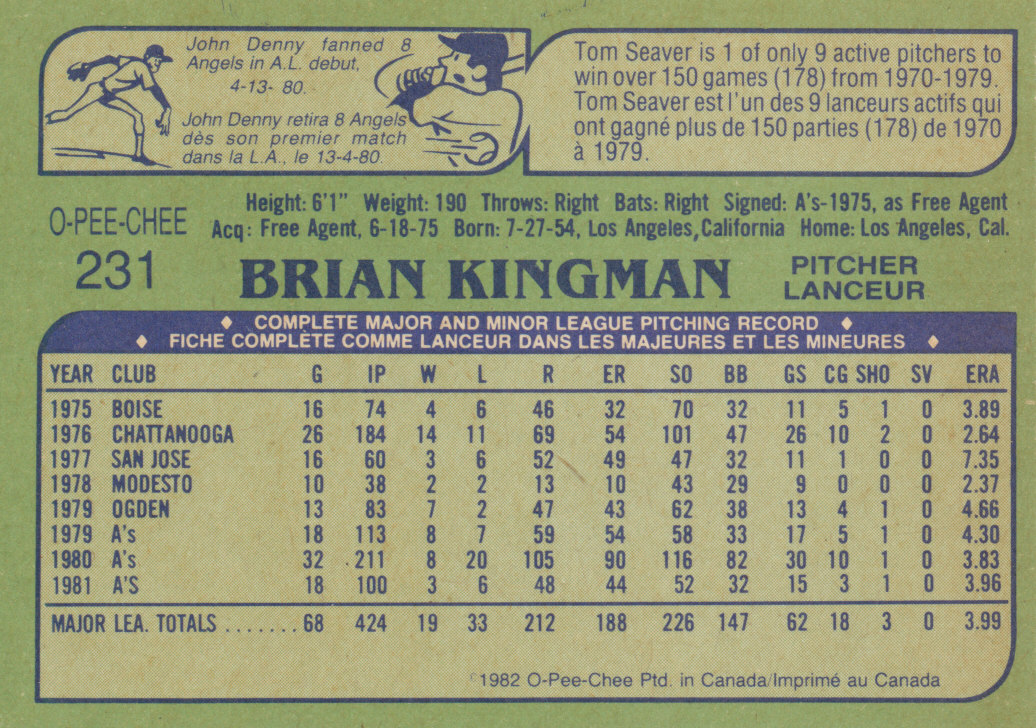 John Denny fanned 8
Angels in A.L. debut,
4-13- 80.
John Denny retira 8 Angels
dès son premier match
dans la L.A., le 13-4-80.
Tom Seaver is 1 of only 9 active pitchers to
win over 150 games (178) from 1970-1979.
Tom Seaver est l'un des 9 lanceurs actifs qui
ont gagné plus de 150 parties (178) de 1970
à 1979.
O-PEE-CHEE
231
Height: 6'1" Weight: 190 Throws: Right Bats: Right Signed: A's-1975, as Free Agent
Acq: Free Agent, 6-18-75 Born: 7-27-54, Los Angeles, California Home: Los Angeles, Cal.
BRIAN KINGMAN
PITCHER
LANCEUR
♦ COMPLETE MAJOR AND MINOR LEAGUE PITCHING RECORD ♦
♦ FICHE COMPLÈTE COMME LANCEUR DANS LES MAJEURES ET LES MINEURES ♦
YEAR CLUB G IP W L R ER SO BB GS CG SHO SV ERA
1975 BOISE 16 74 4 6 46 32 70 32 11 5 1 0 3.89
1976 CHATTANOOGA 26 184 14 11 69 54 101 47 26 10 2 0 2.64
1977 SAN JOSE 16 60 3 6 52 49 47 32 11 1 0 0 7.35
1978 MODESTO 10 38 2 2 13 10 43 29 9 0 0 0 2.37
1979 OGDEN 13 83 7 2 47 43 62 38 13 4 1 0 4.66
1979 A's 18 113 8 7 59 54 58 33 17 5 1 0 4.30
1980 A's 32 211 8 20 105 90 116 82 30 10 1 0 3.83
1981 A'S 18 100 3 6 48 44 52 32 15 3 1 0 3.96
MAJOR LEA. TOTALS ....... 68 424 19 33 212 188 226 147 62 18 3 0 3.99
©1982 O-Pee-Chee Ptd. in Canada/Imprimé au Canada